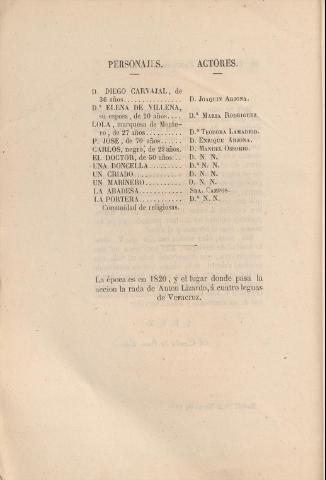 PERSONAJES. ACTORES.
D. DIEGO CARVAJAL, de
36 años................ D. Joaquin Arjona.
D.ª ELENA DE VILLENA,
su esposa, de 20 años.... D.ª Maria Rodriguez.
LOLA, marquesa de Monte-
ro, de 27 años.......... D.ª Teodora Lamadrid.
P. JOSE, de 70 años...... D. Enrique Arjona.
CARLOS, negro, de 22 años. D. Manuel Ossorio.
EL DOCTOR, de 50 años... D. N. N.
UNA DONCELLA.......... D. N. N.
UN CRIADO............. D. N. N.
UN MARINERO........... D. N. N.
LA ABADESA............ Sra. Campos.
LA PORTERA............ D.ª N. N.
Comunidad de religiosas.
La época es en 1820, y el lugar donde pasa la
accion la rada de Anton Lizardo, á cuatro leguas
de Veracruz.